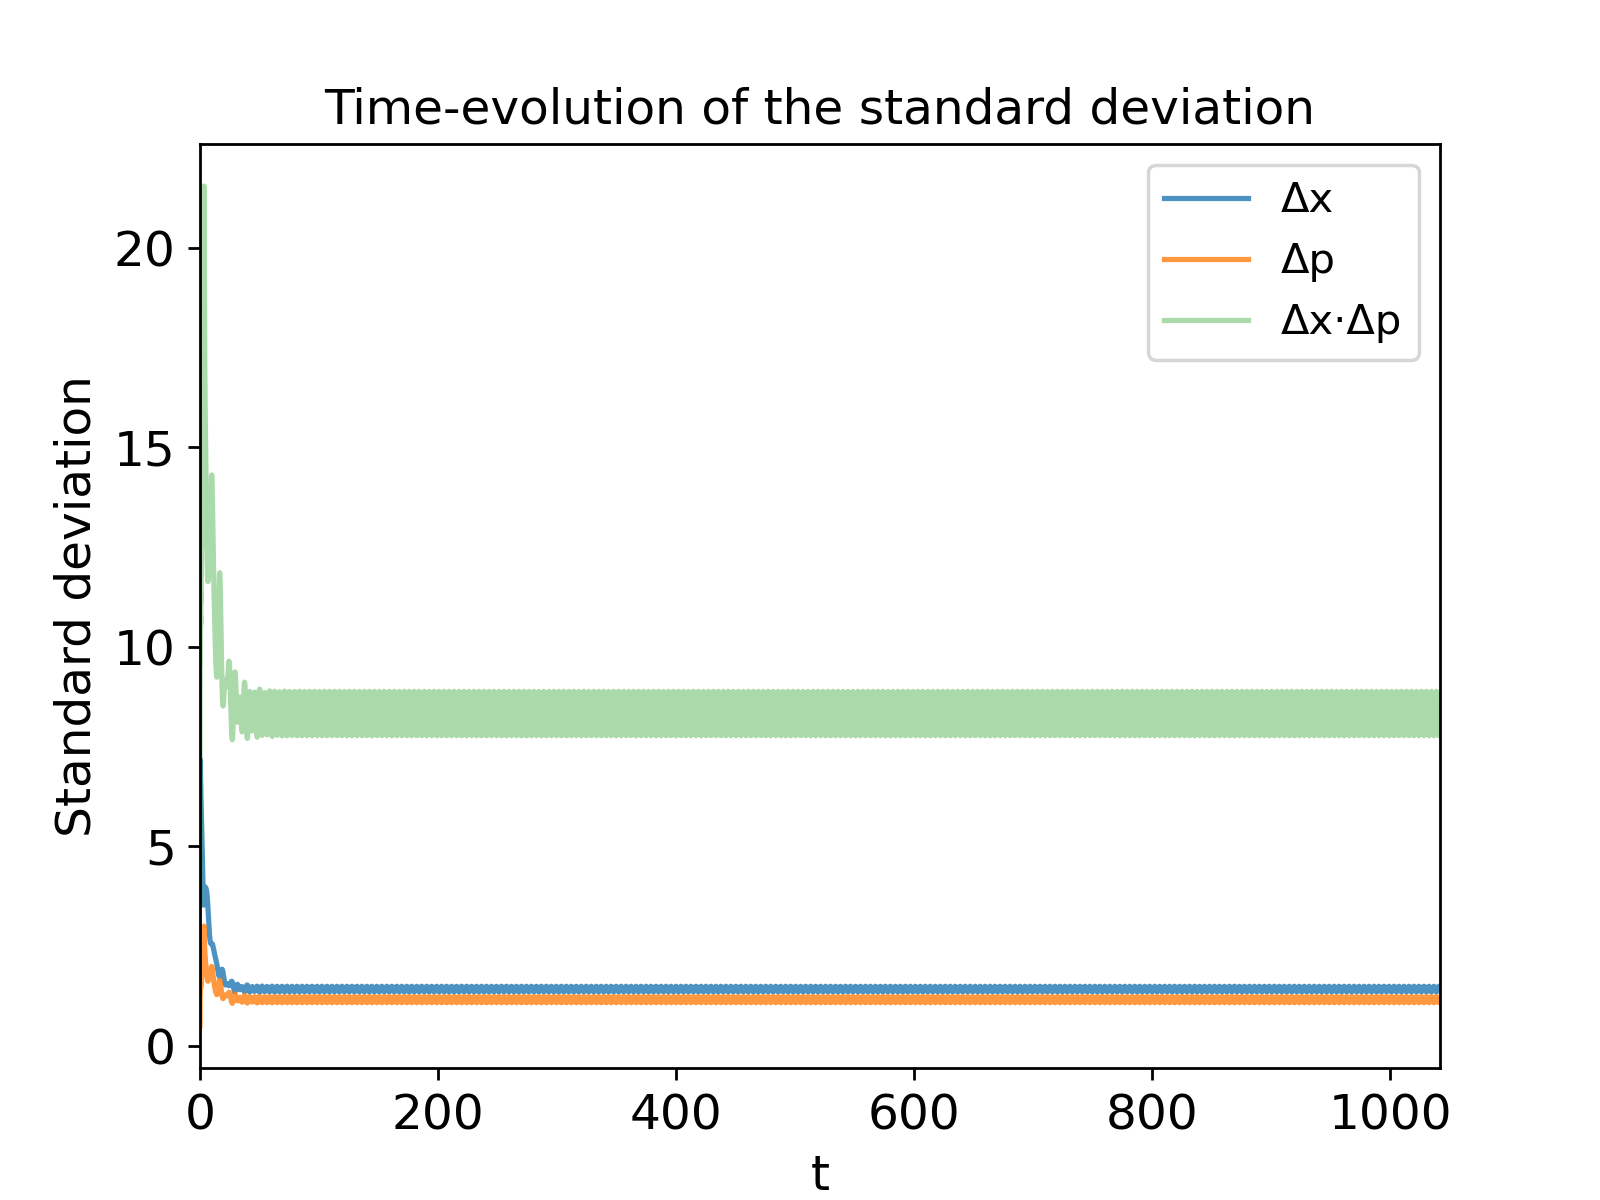 Time-evolution of the standard deviation
Δx
Δp
Δx·Δp
Standard deviation
20
15
10
5
0
0 200 400 600 800 1000
t